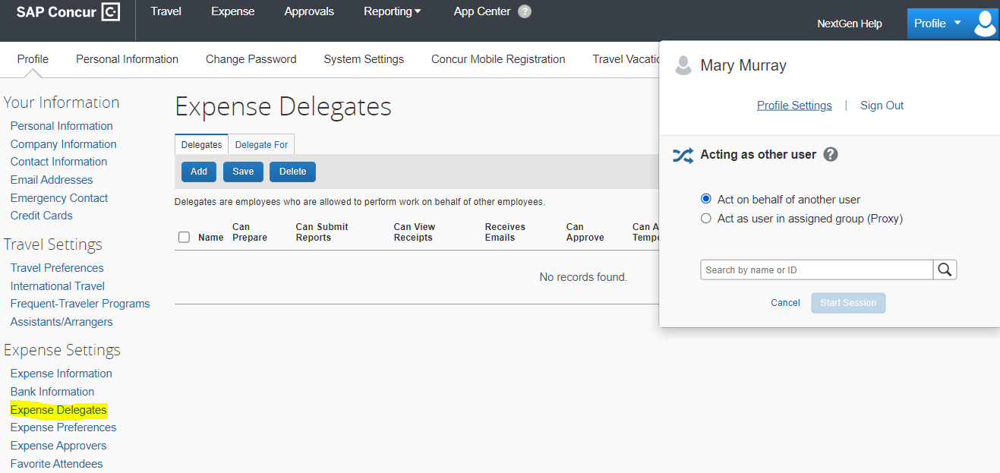 SAP Concur C
Travel Expense Approvals Reporting App Center ?
NextGen Help Profile
Profile Personal Information Change Password System Settings Concur Mobile Registration Travel Vacatic
Your Information
Personal Information
Company Information
Contact Information
Email Addresses
Emergency Contact
Credit Cards
Travel Settings
Travel Preferences
International Travel
Frequent-Traveler Programs
Assistants/Arrangers
Expense Settings
Expense Information
Bank Information
Expense Delegates
Expense Preferences
Expense Approvers
Favorite Attendees
Expense Delegates
Delegates Delegate For
Add Save Delete
Delegates are employees who are allowed to perform work on behalf of other employees.
Name Can Prepare Can Submit Reports Can View Receipts Receives Emails Can Approve Can A Tempo
No records found.
Mary Murray
Profile Settings | Sign Out
Acting as other user ?
Act on behalf of another user
Act as user in assigned group (Proxy)
Search by name or ID
Cancel Start Session